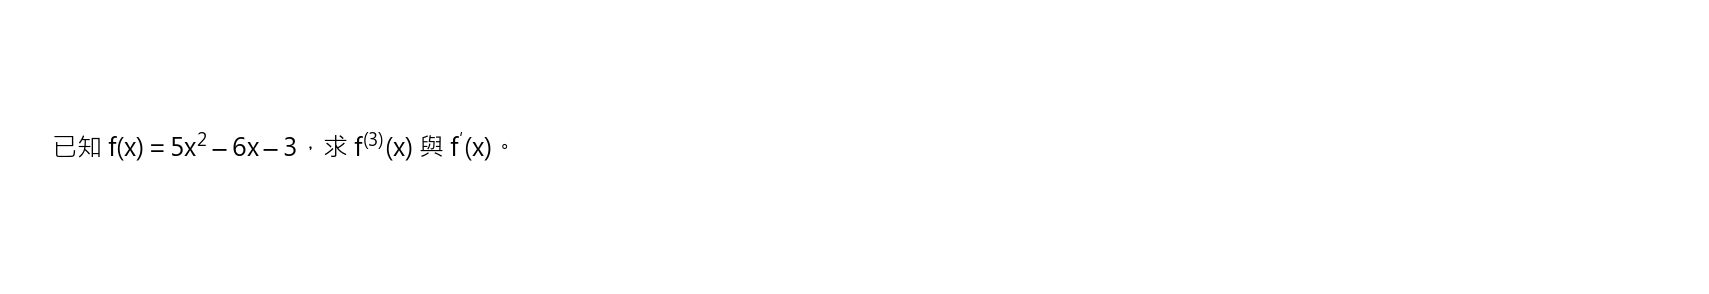 已知 f(x) = 5x² – 6x – 3，求 f⁽³⁾(x) 與 f′(x)。